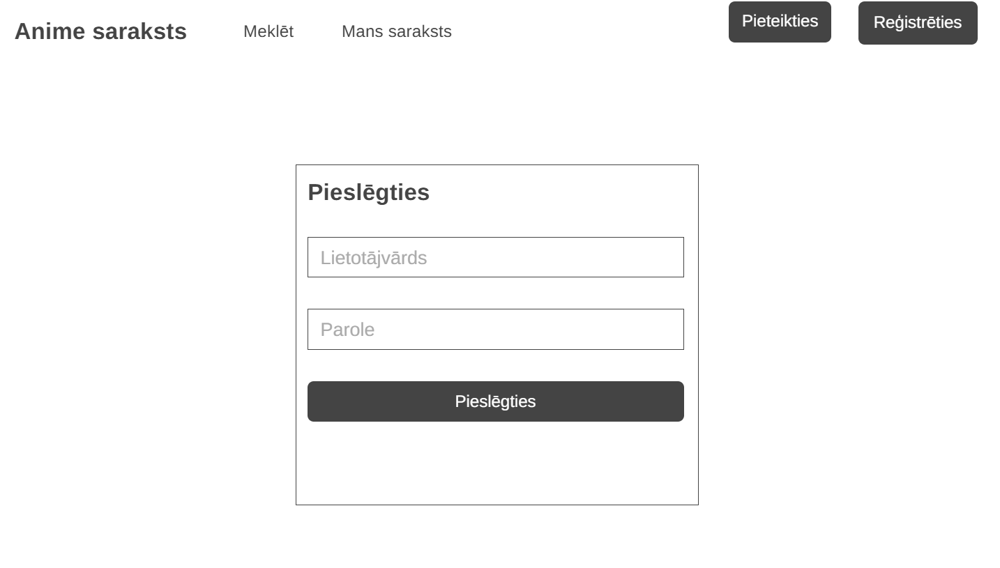 Anime saraksts
Meklēt
Mans saraksts
Pieteikties
Reģistrēties
Pieslēgties
Lietotājvārds
Parole
Pieslēgties